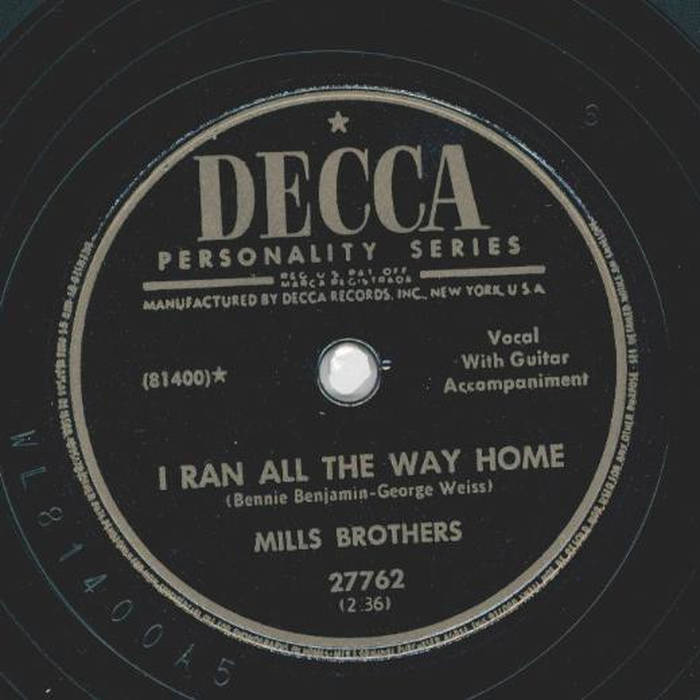 DECCA
PERSONALITY SERIES
REG. U.S. PAT. OFF.
MARCA REGISTRADA
MANUFACTURED BY DECCA RECORDS, INC., NEW YORK, U S A
(81400)★
Vocal
With Guitar
Accompaniment
I RAN ALL THE WAY HOME
(Bennie Benjamin-George Weiss)
MILLS BROTHERS
27762
(2 36)
WL81400A5